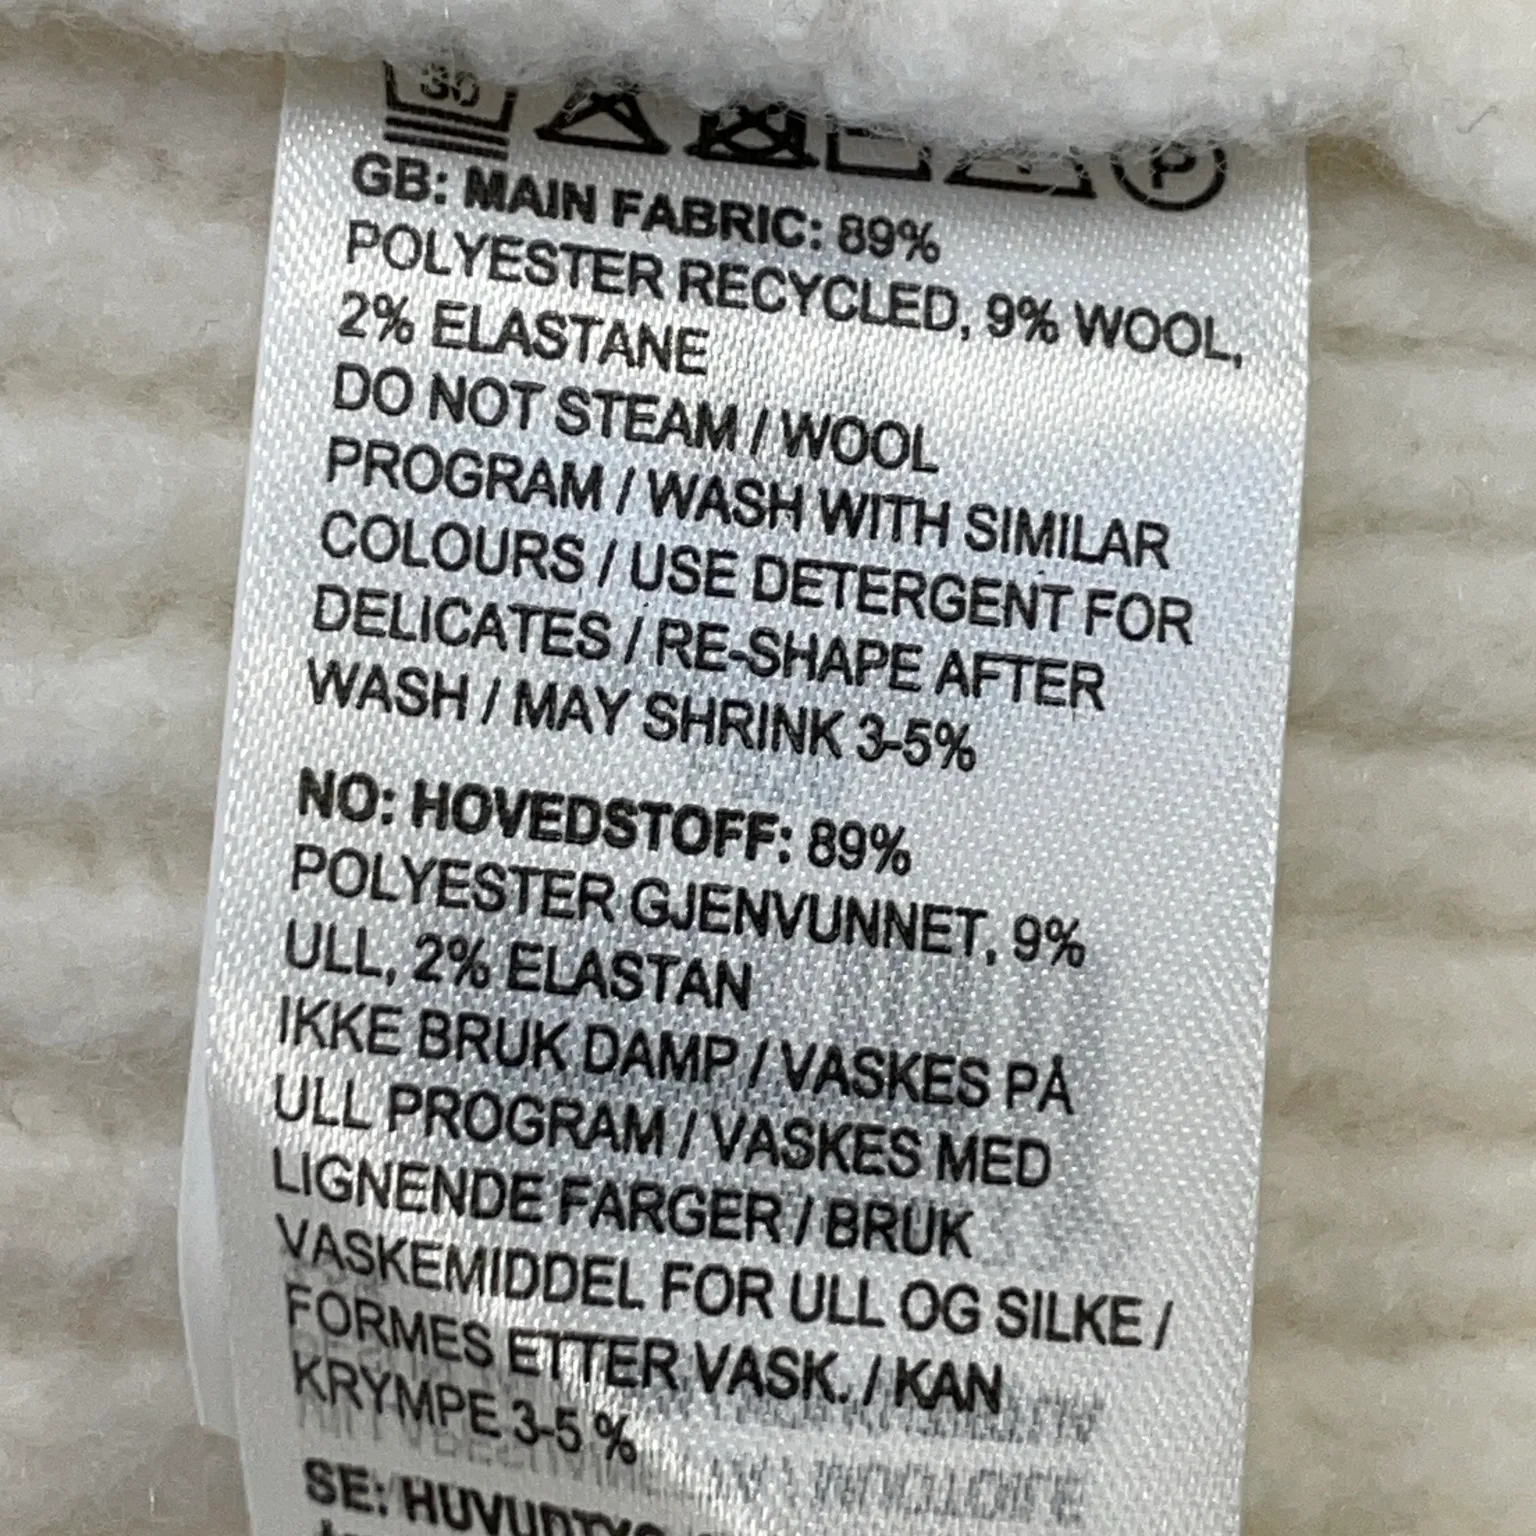 30
P
GB: MAIN FABRIC: 89%
POLYESTER RECYCLED, 9% WOOL,
2% ELASTANE
DO NOT STEAM / WOOL
PROGRAM / WASH WITH SIMILAR
COLOURS / USE DETERGENT FOR
DELICATES / RE-SHAPE AFTER
WASH / MAY SHRINK 3-5%
NO: HOVEDSTOFF: 89%
POLYESTER GJENVUNNET, 9%
ULL, 2% ELASTAN
IKKE BRUK DAMP / VASKES PÅ
ULL PROGRAM / VASKES MED
LIGNENDE FARGER / BRUK
VASKEMIDDEL FOR ULL OG SILKE /
FORMES ETTER VASK. / KAN
KRYMPE 3-5 %
SE: